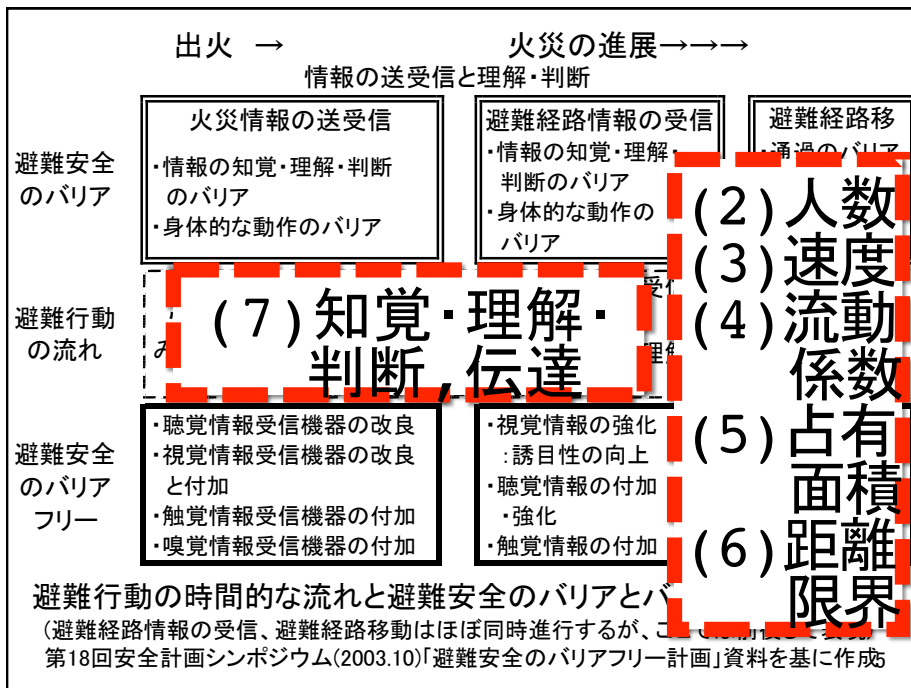 出火 → 火災の進展→→→
情報の送受信と理解・判断
避難安全
のバリア
火災情報の送受信
・情報の知覚・理解・判断
のバリア
・身体的な動作のバリア
避難経路情報の受信
・情報の知覚・理解・
判断のバリア
・身体的な動作の
バリア
避難経路移
・通過のバリア
避難行動
の流れ
(7)知覚・理解・
判断,伝達
(2)人数
(3)速度
(4)流動
係数
(5)占有
面積
(6)距離
限界
避難安全
のバリア
フリー
・聴覚情報受信機器の改良
・視覚情報受信機器の改良
と付加
・触覚情報受信機器の付加
・嗅覚情報受信機器の付加
・視覚情報の強化
:誘目性の向上
・聴覚情報の付加
・強化
・触覚情報の付加
避難行動の時間的な流れと避難安全のバリアとバ
(避難経路情報の受信、避難経路移動はほぼ同時進行するが、こ
第18回安全計画シンポジウム(2003.10)「避難安全のバリアフリー計画」資料を基に作成5